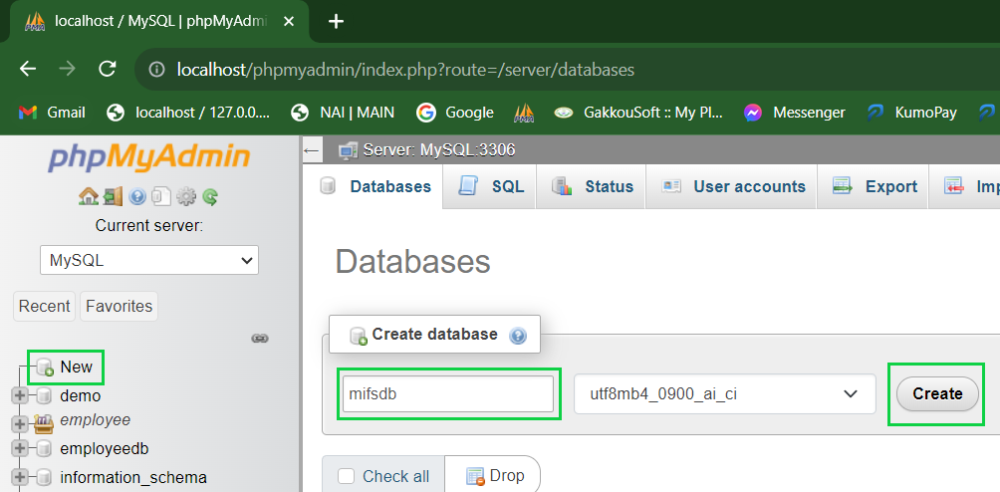 localhost / MySQL | phpMyAdmin
localhost/phpmyadmin/index.php?route=/server/databases
Gmail
localhost / 127.0.0....
NAI | MAIN
Google
GakkouSoft :: My Pl...
Messenger
KumoPay
phpMyAdmin
Server: MySQL:3306
Databases
SQL
Status
User accounts
Export
Imp
Current server:
MySQL
Databases
Recent
Favorites
Create database
New
demo
mifsdb
utf8mb4_0900_ai_ci
Create
employee
employeedb
information_schema
Check all
Drop